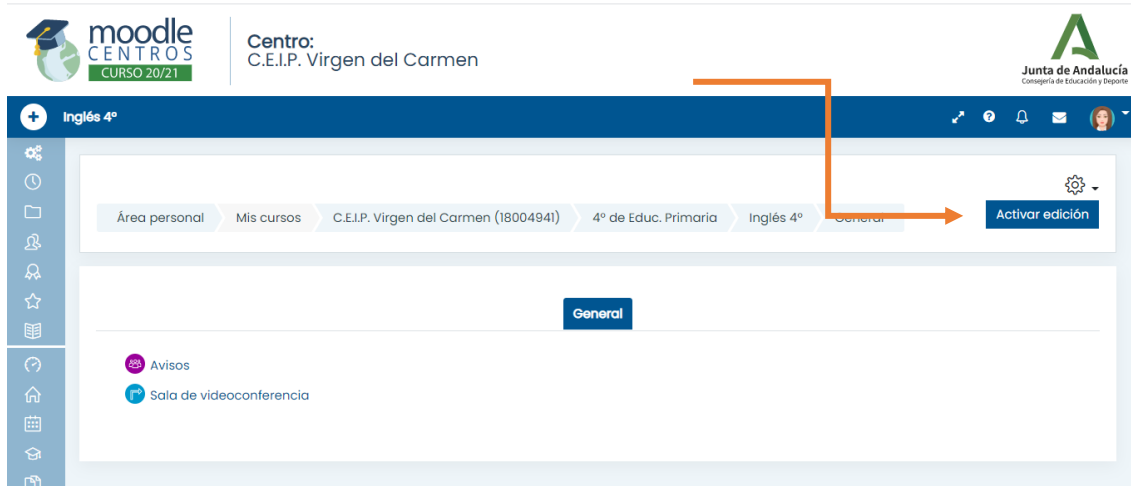 moodle
CENTROS
CURSO 20/21
Centro:
C.E.I.P. Virgen del Carmen
Junta de Andalucía
Consejería de Educación y Deporte
Inglés 4º
Área personal
Mis cursos
C.E.I.P. Virgen del Carmen (18004941)
4º de Educ. Primaria
Inglés 4º
General
Activar edición
General
Avisos
Sala de videoconferencia